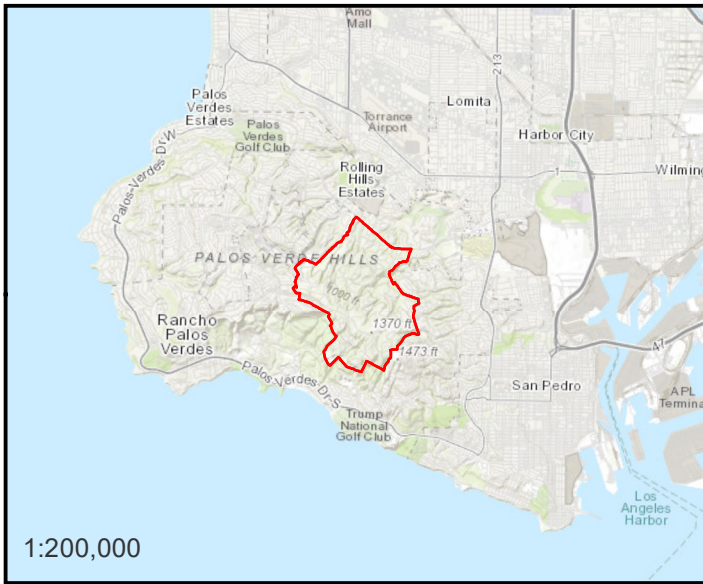 Amo
Mall
213
Palos
Verdes
Estates
Palos
Verdes
Golf Club
Torrance
Airport
Lomita
Harbor City
Palos-Verdes Dr-W
Rolling
Hills
Estates
1
Wilming
PALOS VERDE HILLS
1000 ft
Rancho
Palos
Verdes
1370 ft
1473 ft
47
Palos-Verdes Dr-S
San Pedro
APL
Termina
Trump
National
Golf Club
Los
Angeles
Harbor
1:200,000